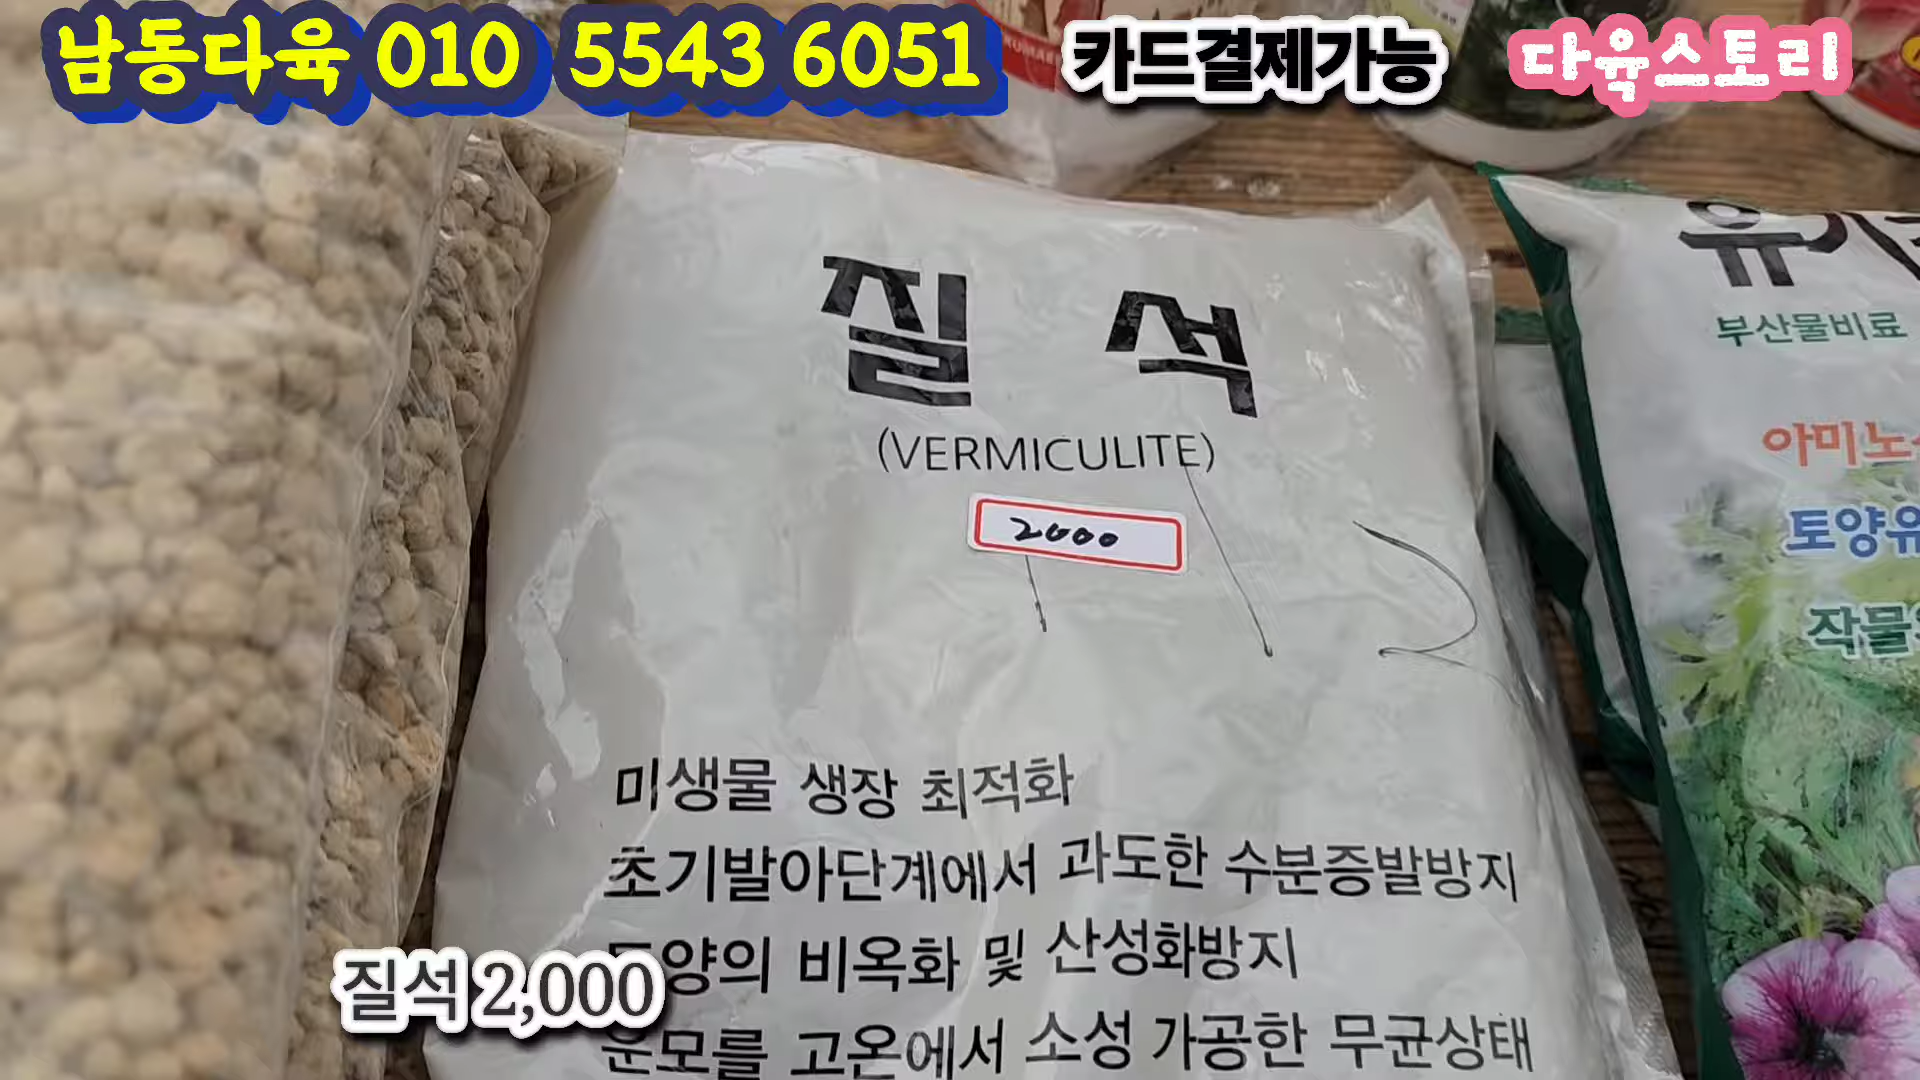 남동다육 010 5543 6051 카드결제가능 다육스토리
질석
(VERMICULITE)
2000
미생물 생장 최적화
초기발아단계에서 과도한 수분증발방지
토양의 비옥화 및 산성화방지
운모를 고온에서 소성 가공한 무균상태
질석 2,000
부산물비료